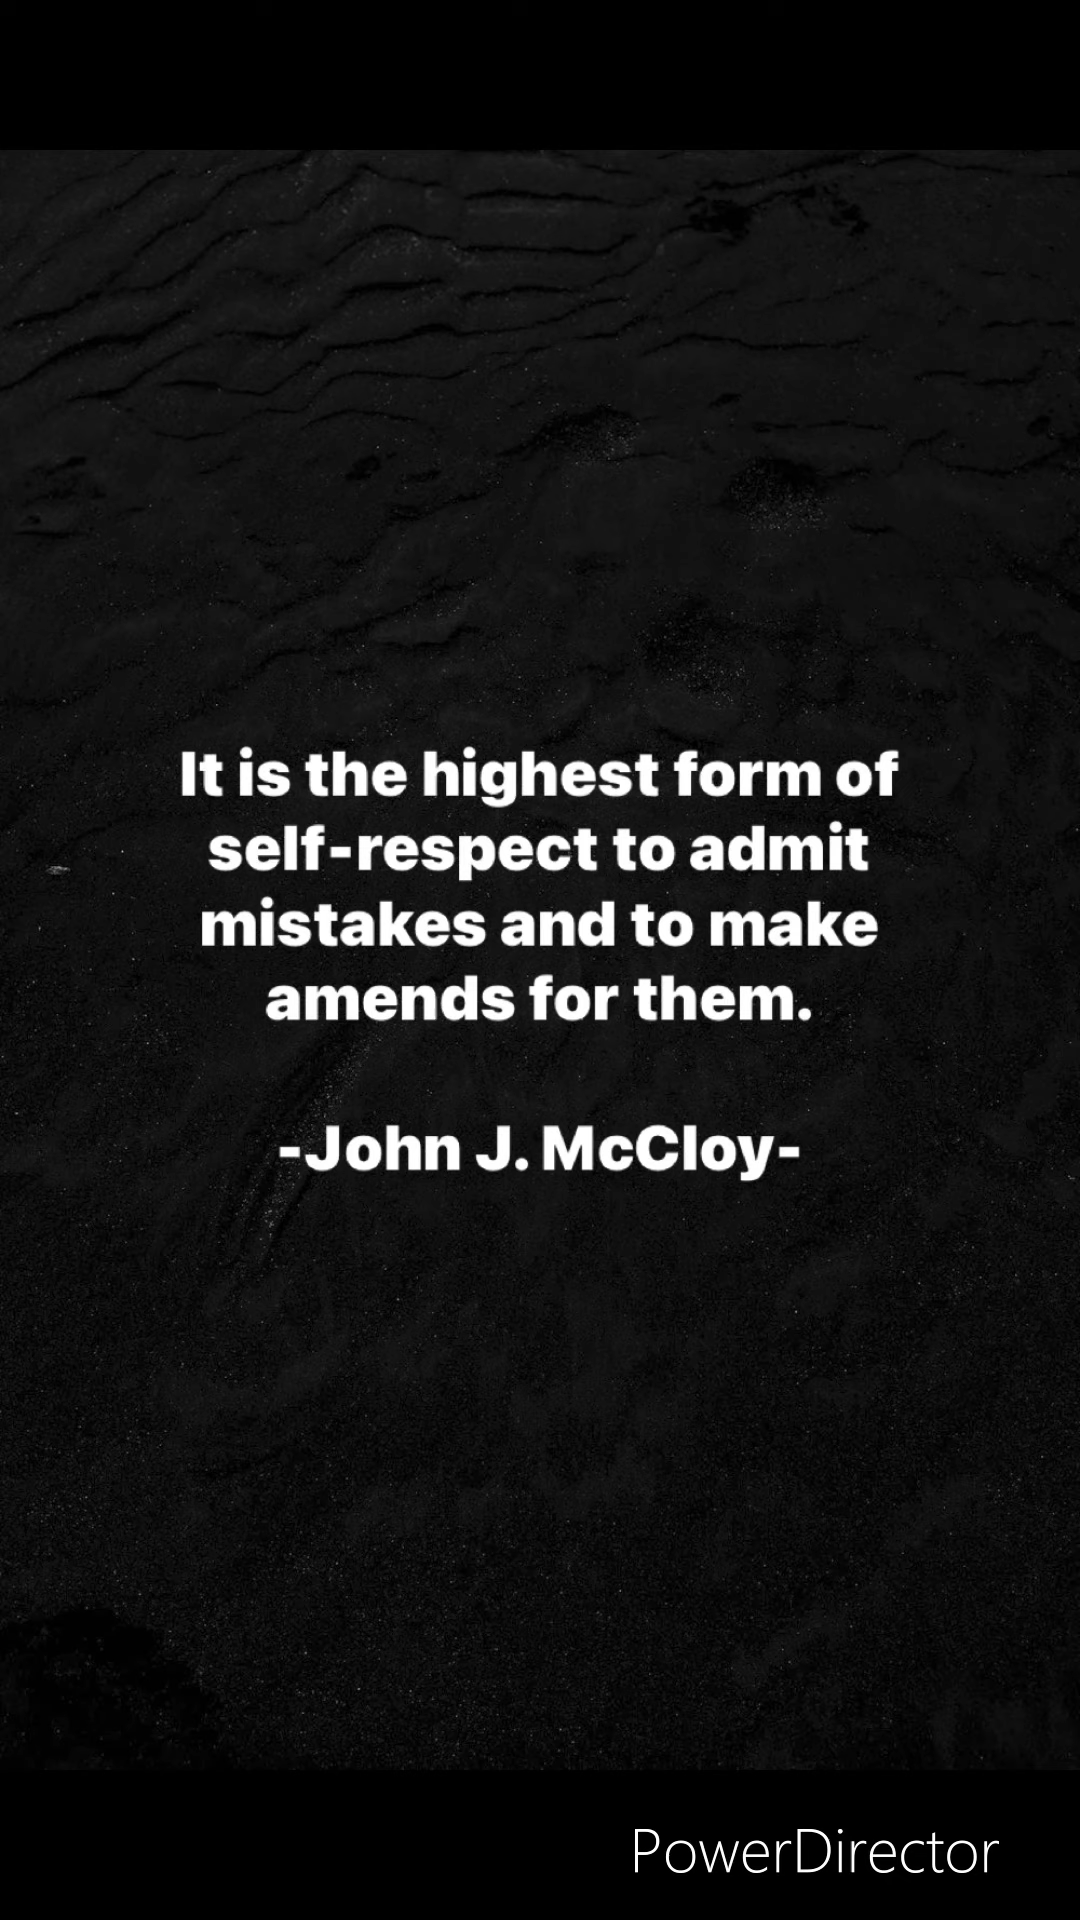 It is the highest form of
self-respect to admit
mistakes and to make
amends for them.
-John J. McCloy-
PowerDirector